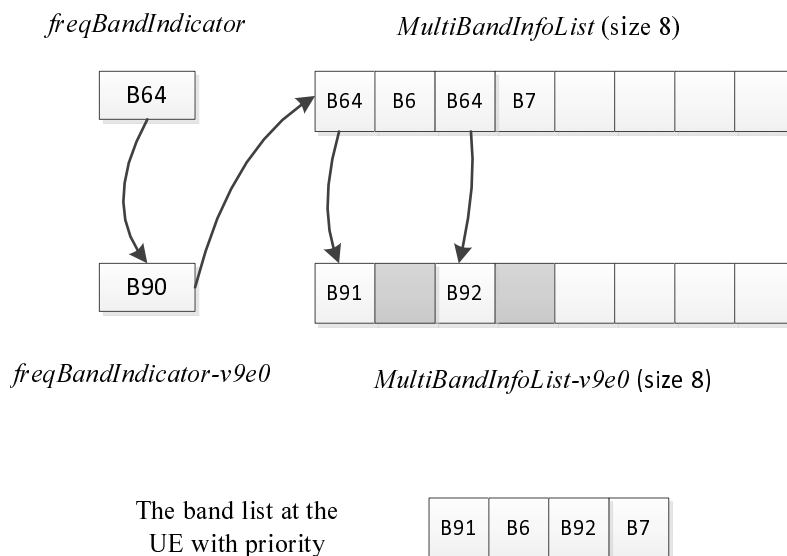 freqBandIndicator
MultiBandInfoList (size 8)
B64
B64 B6 B64 B7
B90
B91 B92
freqBandIndicator-v9e0
MultiBandInfoList-v9e0 (size 8)
The band list at the
UE with priority
B91 B6 B92 B7